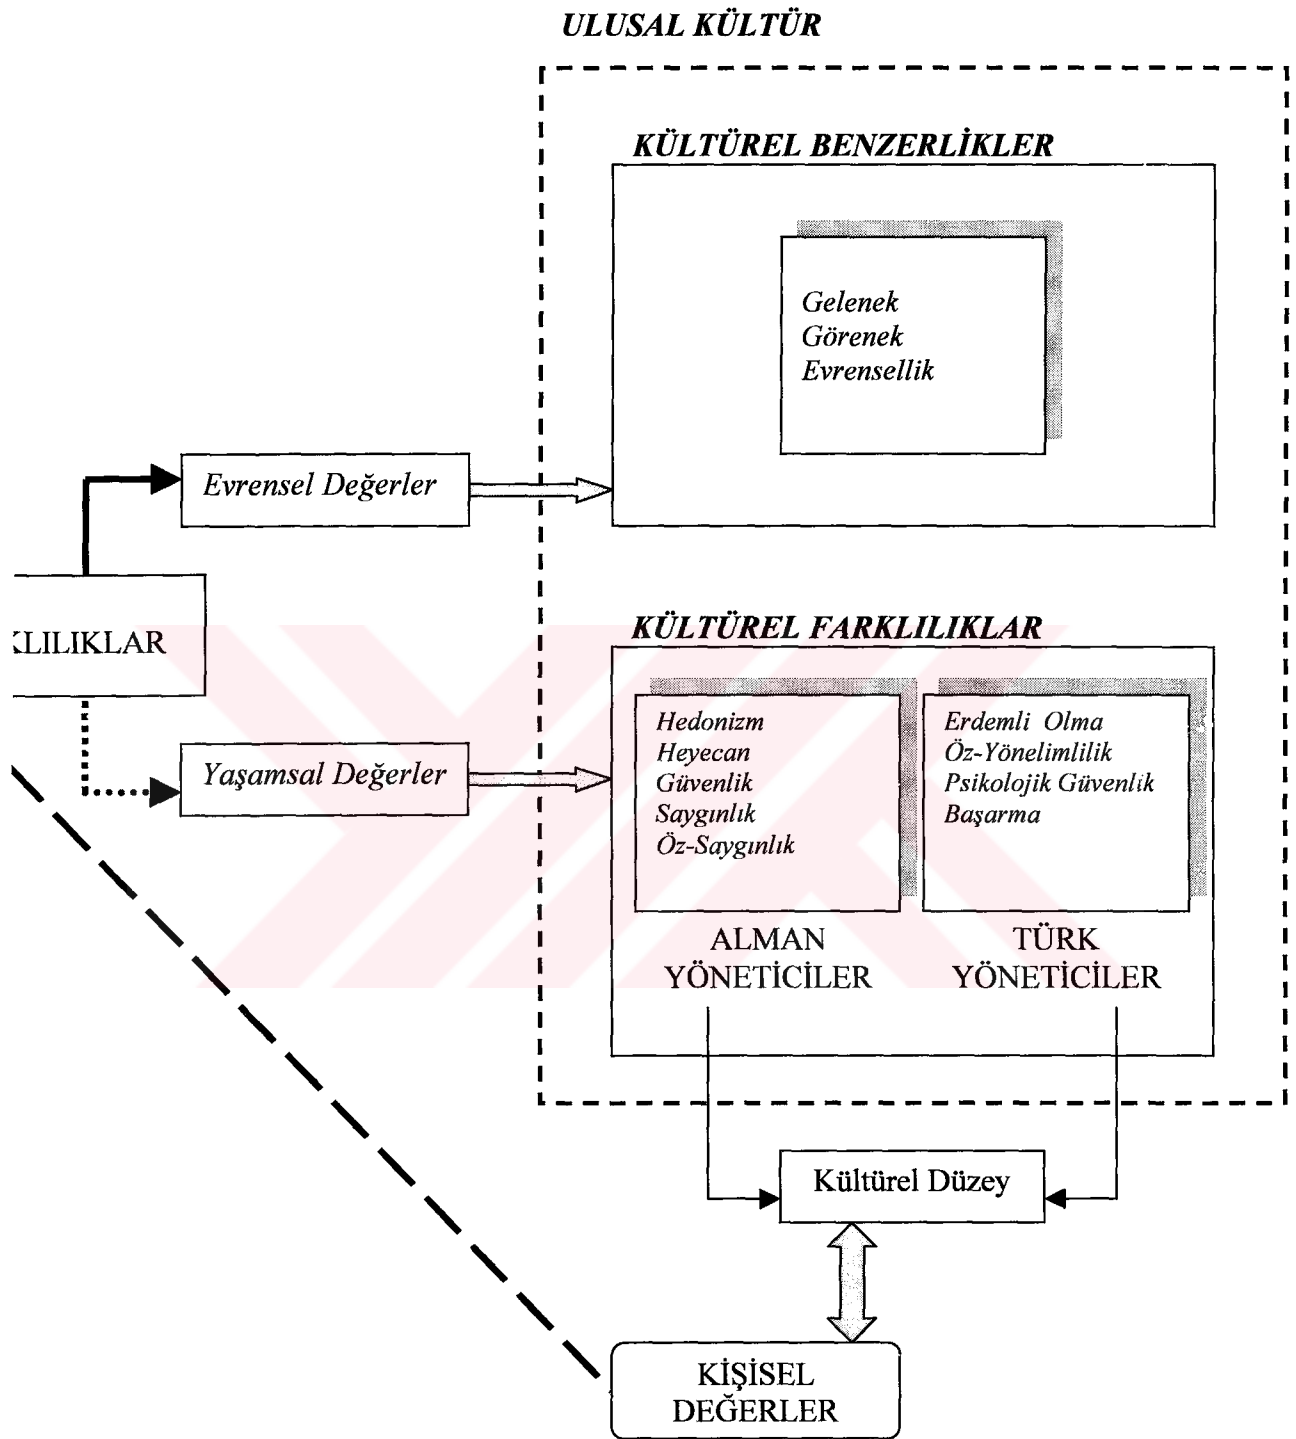 ULUSAL KÜLTÜR
KÜLTÜREL BENZERLİKLER
Gelenek
Görenek
Evrensellik
Evrensel Değerler
KLILIKLAR
KÜLTÜREL FARKLILIKLAR
Yaşamsal Değerler
Hedonizm
Heyecan
Güvenlik
Saygınlık
Öz-Saygınlık
Erdemli Olma
Öz-Yönelimlilik
Psikolojik Güvenlik
Başarma
ALMAN
YÖNETİCİLER
TÜRK
YÖNETİCİLER
Kültürel Düzey
KİŞİSEL
DEĞERLER